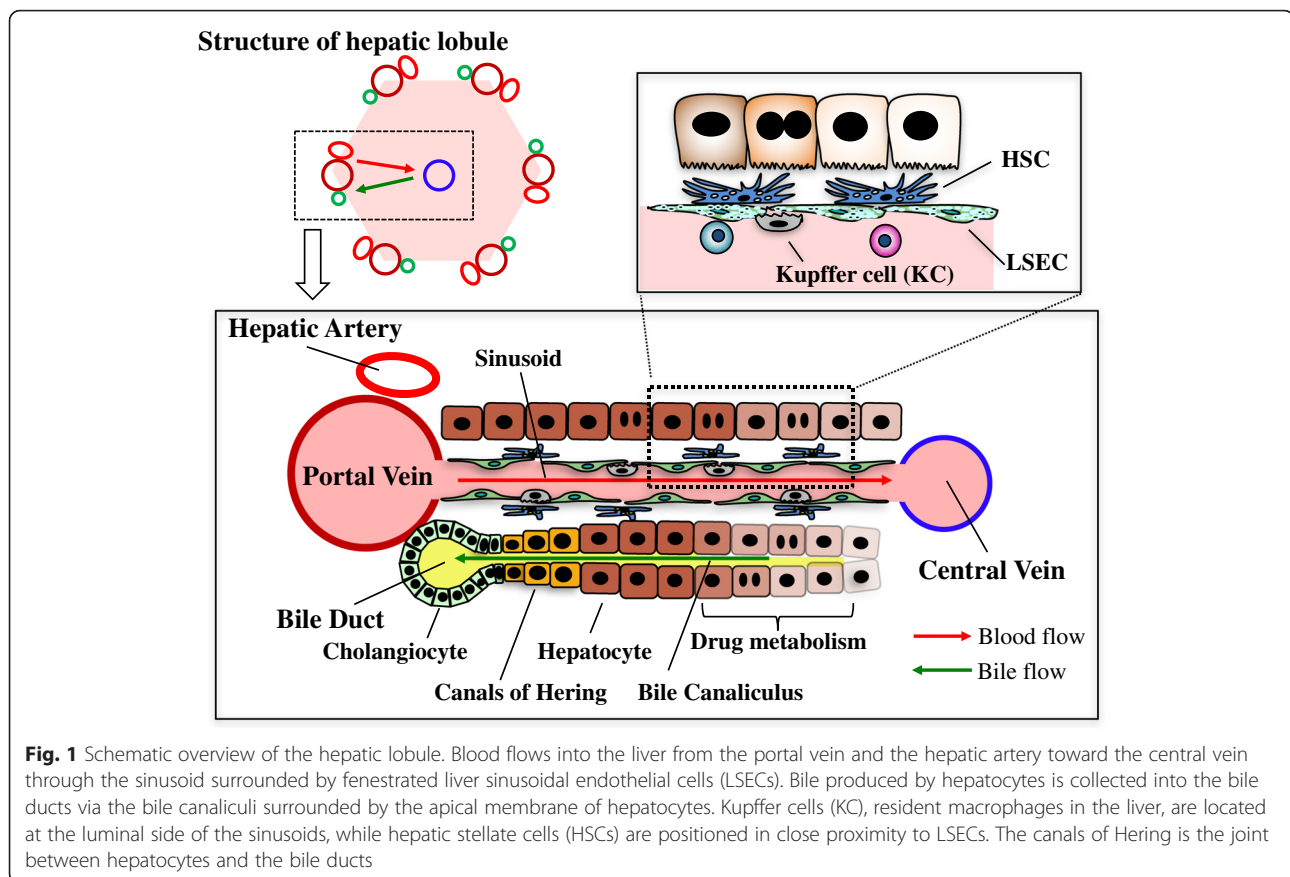 Structure of hepatic lobule
HSC
LSEC
Kupffer cell (KC)
Hepatic Artery
Sinusoid
Portal Vein
Central Vein
Bile Duct
Cholangiocyte
Hepatocyte
Drug metabolism
Canals of Hering
Bile Canaliculus
Blood flow
Bile flow
Fig. 1 Schematic overview of the hepatic lobule. Blood flows into the liver from the portal vein and the hepatic artery toward the central vein
through the sinusoid surrounded by fenestrated liver sinusoidal endothelial cells (LSECs). Bile produced by hepatocytes is collected into the bile
ducts via the bile canaliculi surrounded by the apical membrane of hepatocytes. Kupffer cells (KC), resident macrophages in the liver, are located
at the luminal side of the sinusoids, while hepatic stellate cells (HSCs) are positioned in close proximity to LSECs. The canals of Hering is the joint
between hepatocytes and the bile ducts